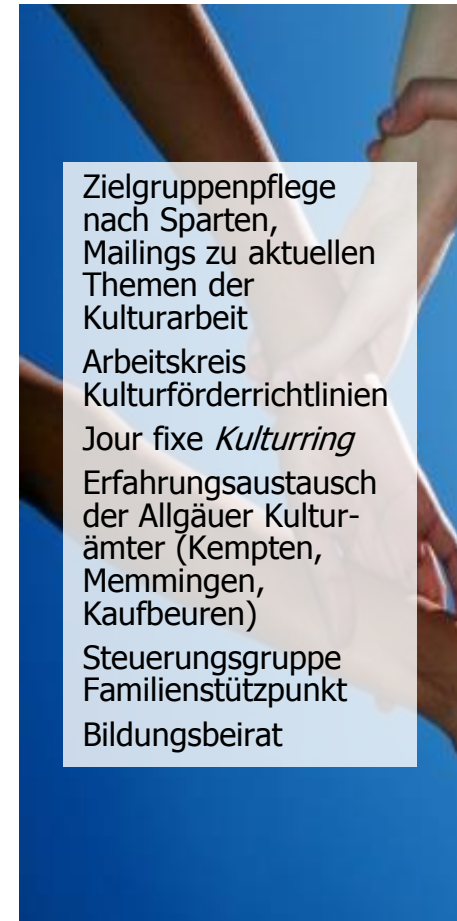 Zielgruppenpflege
nach Sparten,
Mailings zu aktuellen
Themen der
Kulturarbeit
Arbeitskreis
Kulturförderrichtlinien
Jour fixe Kulturring
Erfahrungsaustausch
der Allgäuer Kultur-
ämter (Kempten,
Memmingen,
Kaufbeuren)
Steuerungsgruppe
Familienstützpunkt
Bildungsbeirat